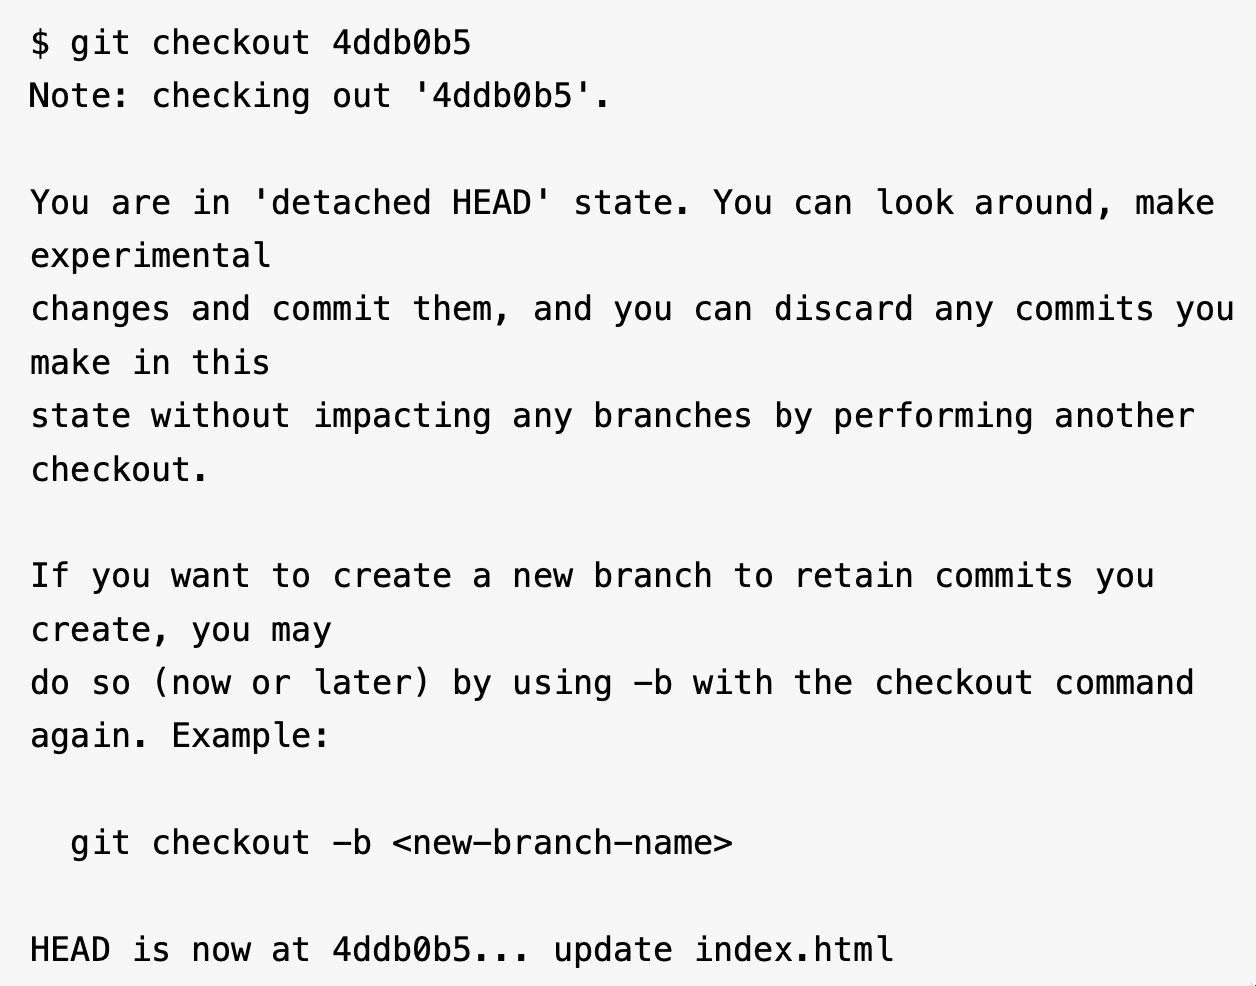 $ git checkout 4ddb0b5
Note: checking out '4ddb0b5'.
You are in 'detached HEAD' state. You can look around, make
experimental
changes and commit them, and you can discard any commits you
make in this
state without impacting any branches by performing another
checkout.
If you want to create a new branch to retain commits you
create, you may
do so (now or later) by using -b with the checkout command
again. Example:
  git checkout -b <new-branch-name>
HEAD is now at 4ddb0b5... update index.html